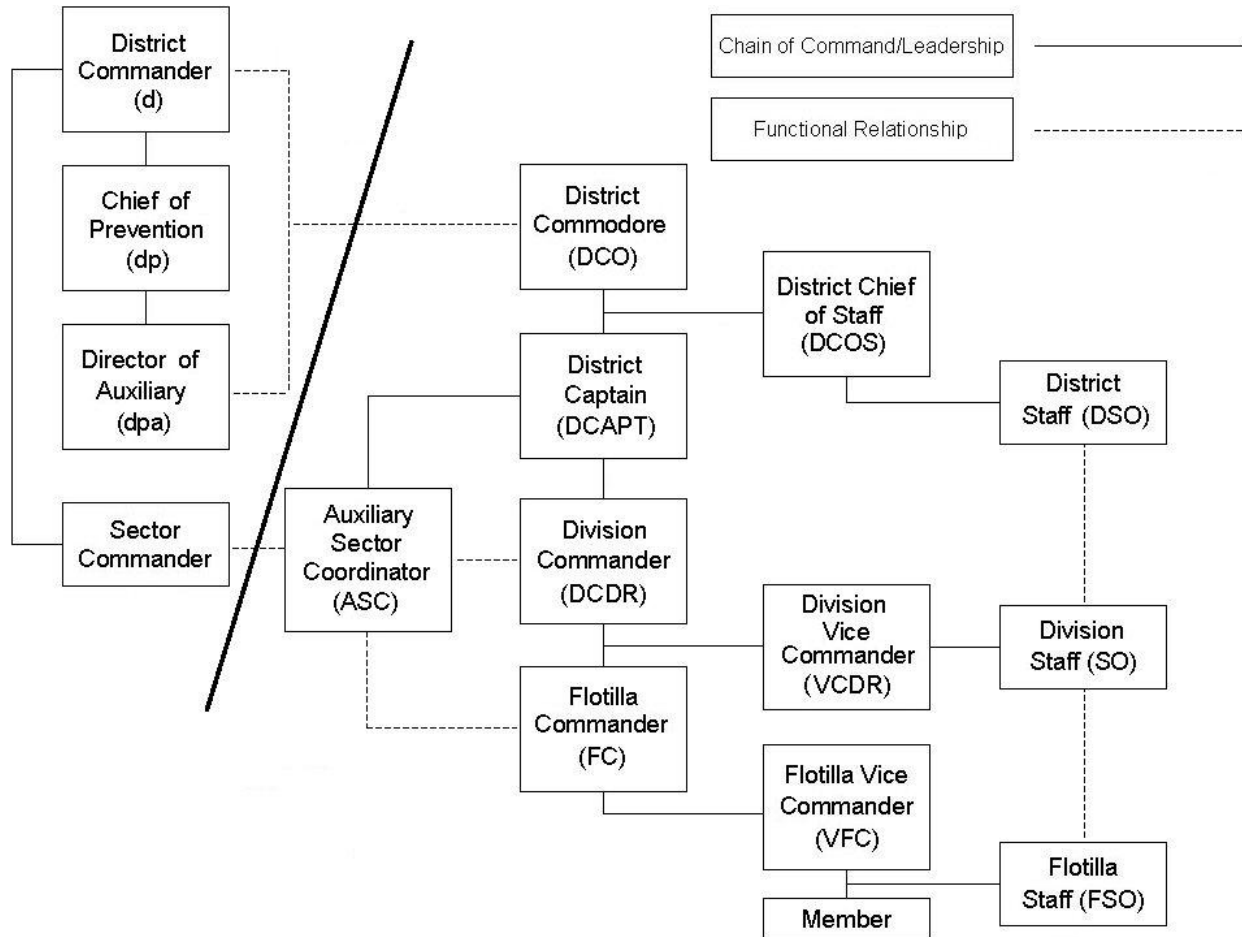 District
Commander
(d)
Chief of
Prevention
(dp)
Director of
Auxiliary
(dpa)
Sector
Commander
Chain of Command/Leadership
Functional Relationship
District
Commodore
(DCO)
District Chief
of Staff
(DCOS)
District
Captain
(DCAPT)
District
Staff (DSO)
Auxiliary
Sector
Coordinator
(ASC)
Division
Commander
(DCDR)
Division
Vice
Commander
(VCDR)
Division
Staff (SO)
Flotilla
Commander
(FC)
Flotilla Vice
Commander
(VFC)
Flotilla
Staff (FSO)
Member